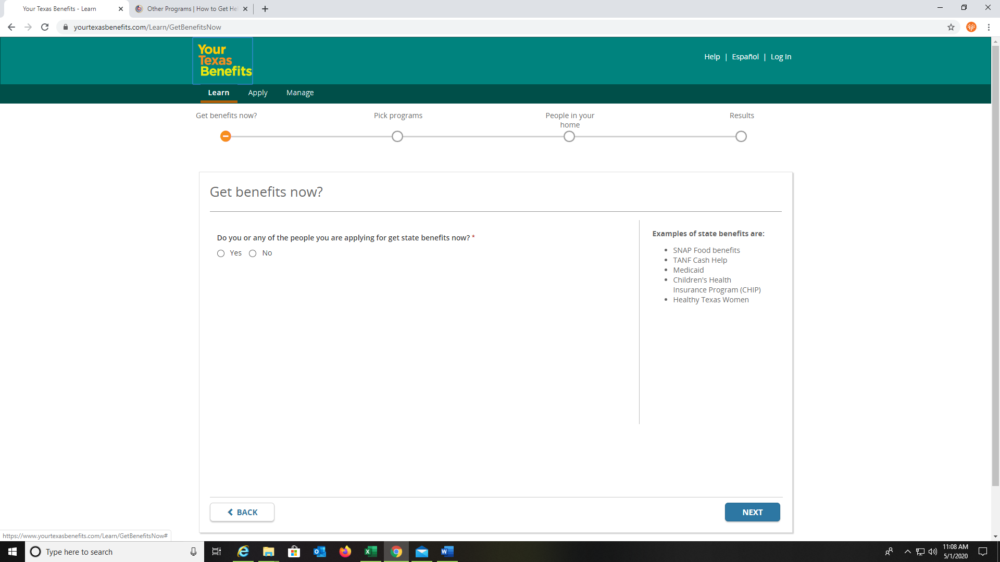 Your Texas Benefits - Learn
Other Programs | How to Get He
yourtexasbenefits.com/Learn/GetBenefitsNow
Your
Texas
Benefits
Help | Español | Log In
Learn Apply Manage
Get benefits now?
Pick programs
People in your
home
Results
Get benefits now?
Do you or any of the people you are applying for get state benefits now? *
Yes No
Examples of state benefits are:
• SNAP Food benefits
• TANF Cash Help
• Medicaid
• Children's Health
Insurance Program (CHIP)
• Healthy Texas Women
BACK
NEXT
https://www.yourtexasbenefits.com/Learn/GetBenefitsNow#
Type here to search
11:08 AM
5/1/2020